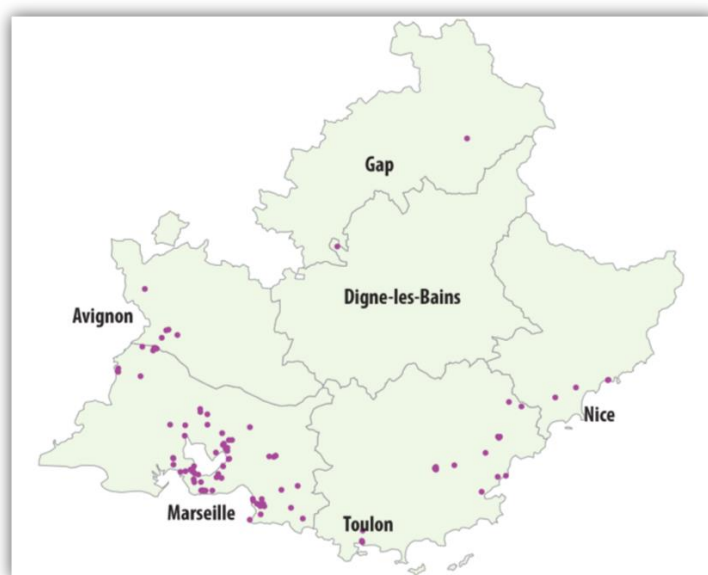 Gap
Digne-les-Bains
Avignon
Nice
Marseille
Toulon